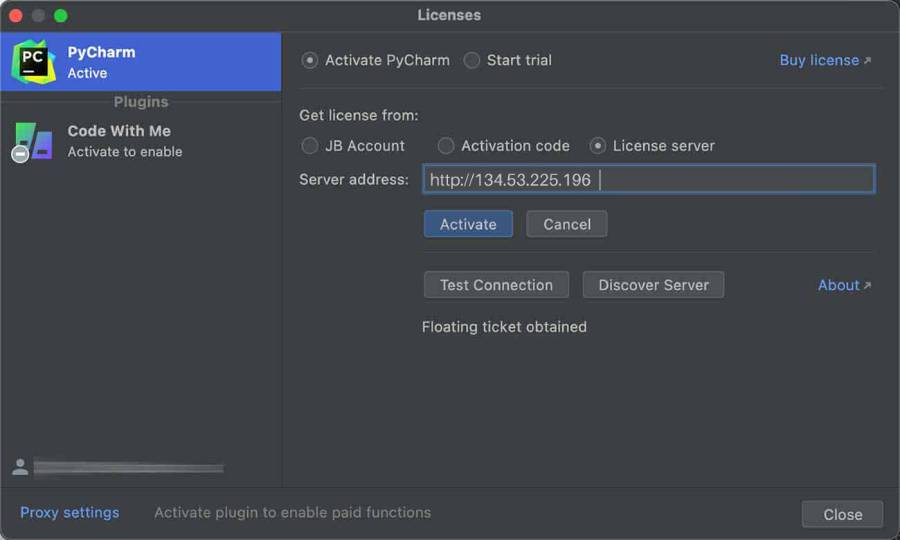 Licenses
PC
PyCharm
Active
Plugins
Code With Me
Activate to enable
Activate PyCharm Start trial Buy license ↗
Get license from:
JB Account Activation code License server
Server address: http://134.53.225.196
Activate Cancel
Test Connection Discover Server About ↗
Floating ticket obtained
Proxy settings Activate plugin to enable paid functions Close